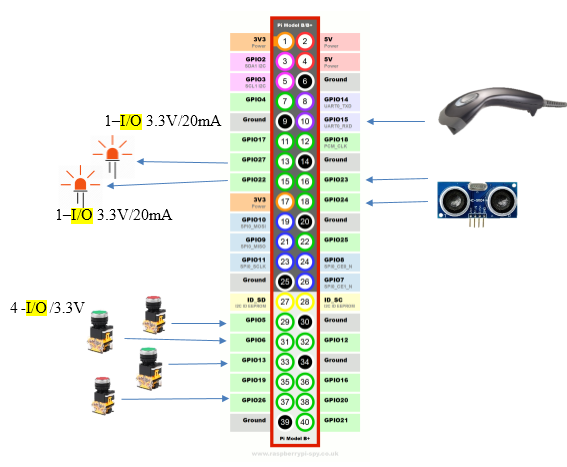 Pi Model B/B+
3V3
Power
1 2
5V
Power
GPIO2
SDA1 I2C
3 4
5V
Power
GPIO3
SCL1 I2C
5 6
Ground
GPIO4
7 8
GPIO14
UART0_TXD
Ground
9 10
GPIO15
UART0_RXD
1–I/O 3.3V/20mA
GPIO17
11 12
GPIO18
PCM_CLK
GPIO27
13 14
Ground
GPIO22
15 16
GPIO23
3V3
Power
17 18
GPIO24
1–I/O 3.3V/20mA
GPIO10
SPI0_MOSI
19 20
Ground
GPIO9
SPI0_MISO
21 22
GPIO25
GPIO11
SPI0_SCLK
23 24
GPIO8
SPI0_CE0_N
Ground
25 26
GPIO7
SPI0_CE1_N
4 -I/O /3.3V
ID_SD
I2C ID EEPROM
27 28
ID_SC
I2C ID EEPROM
GPIO5
29 30
Ground
GPIO6
31 32
GPIO12
GPIO13
33 34
Ground
GPIO19
35 36
GPIO16
GPIO26
37 38
GPIO20
Ground
39 40
GPIO21
Pi Model B+
www.raspberrypi-spy.co.uk